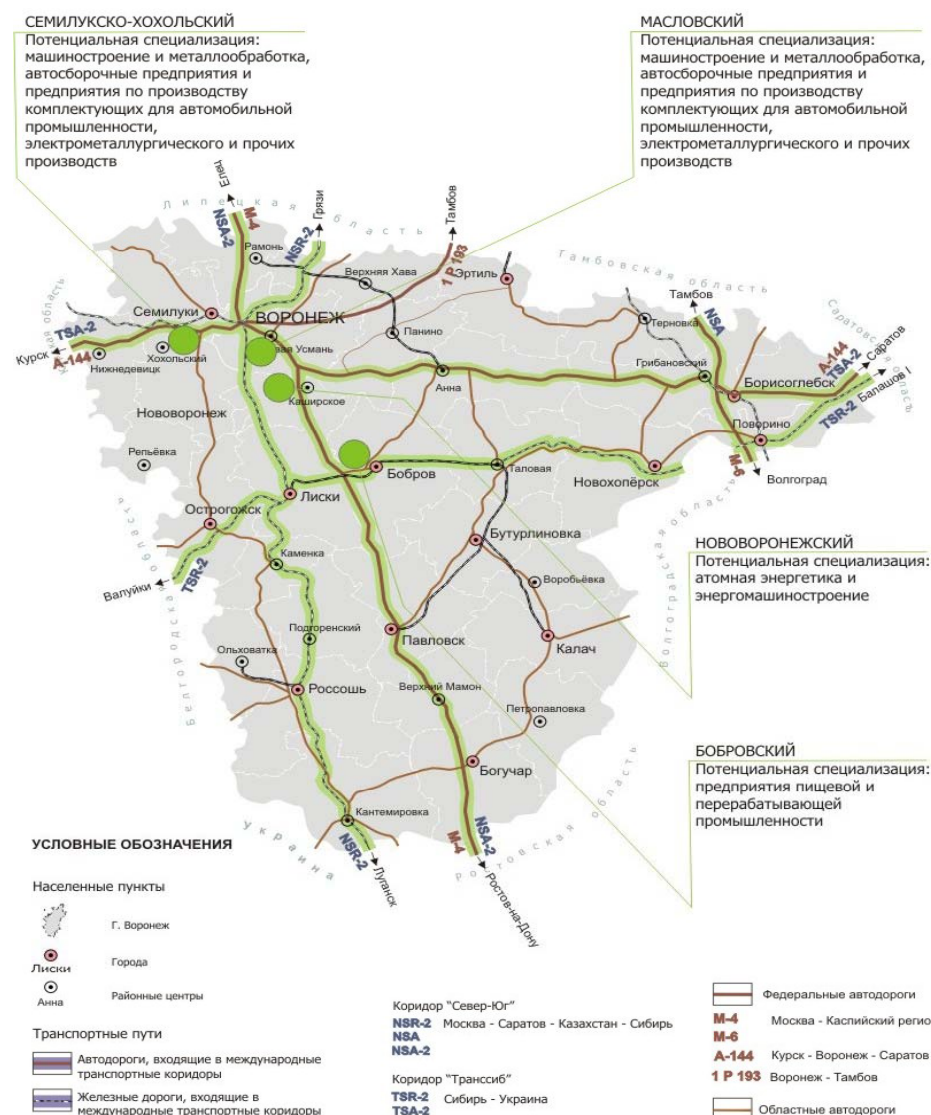 СЕМИЛУКСКО-ХОХОЛЬСКИЙ
Потенциальная специализация:
машиностроение и металлообработка,
автосборочные предприятия и
предприятия по производству
комплектующих для автомобильной
промышленности,
электрометаллургического и прочих
производств
МАСЛОВСКИЙ
Потенциальная специализация:
машиностроение и металлообработка,
автосборочные предприятия и
предприятия по производству
комплектующих для автомобильной
промышленности,
электрометаллургического и прочих
производств
Елец
Липецкая область
M-4
NSA-2
Грязи
NSR-2
Тамбов
1 Р 193
Рамонь
Верхняя Хава
Эртиль
Тамбовская область
Тамбов
NSA
Саратовская область
Саратов
A-144
TSA-2
Балашов I
TSR-2
Семилуки
ВОРОНЕЖ
TSA-2
Курск
A-144
Нижнедевицк
Хохольский
вая Усмань
Панино
Терновка
Грибановский
Борисоглебск
Анна
Каширское
Нововоронеж
Поворино
M-6
Волгоград
Репьёвка
Бобров
Таловая
Новохопёрск
Лиски
Острогожск
Валуйки
TSR-2
Каменка
Бутурлиновка
Воробьёвка
Волгоградская область
Белгородская область
НОВОВОРОНЕЖСКИЙ
Потенциальная специализация:
атомная энергетика и
энергомашиностроение
Подгоренский
Павловск
Калач
Ольховатка
Россошь
Верхний Мамон
Петропавловка
Богучар
Кантемировка
Украина
NSR-2
Луганск
M-4
NSA-2
Ростовская область
Ростов-на-Дону
БОБРОВСКИЙ
Потенциальная специализация:
предприятия пищевой и
перерабатывающей
промышленности
УСЛОВНЫЕ ОБОЗНАЧЕНИЯ
Населенные пункты
Г. Воронеж
Лиски
Города
Анна
Районные центры
Транспортные пути
Автодороги, входящие в международные
транспортные коридоры
Железные дороги, входящие в
международные транспортные коридоры
Коридор "Север-Юг"
NSR-2 Москва - Саратов - Казахстан - Сибирь
NSA
NSA-2
Коридор "Транссиб"
TSR-2 Сибирь - Украина
TSA-2
Федеральные автодороги
M-4 Москва - Каспийский регио
M-6
A-144 Курск - Воронеж - Саратов
1 Р 193 Воронеж - Тамбов
Областные автодороги